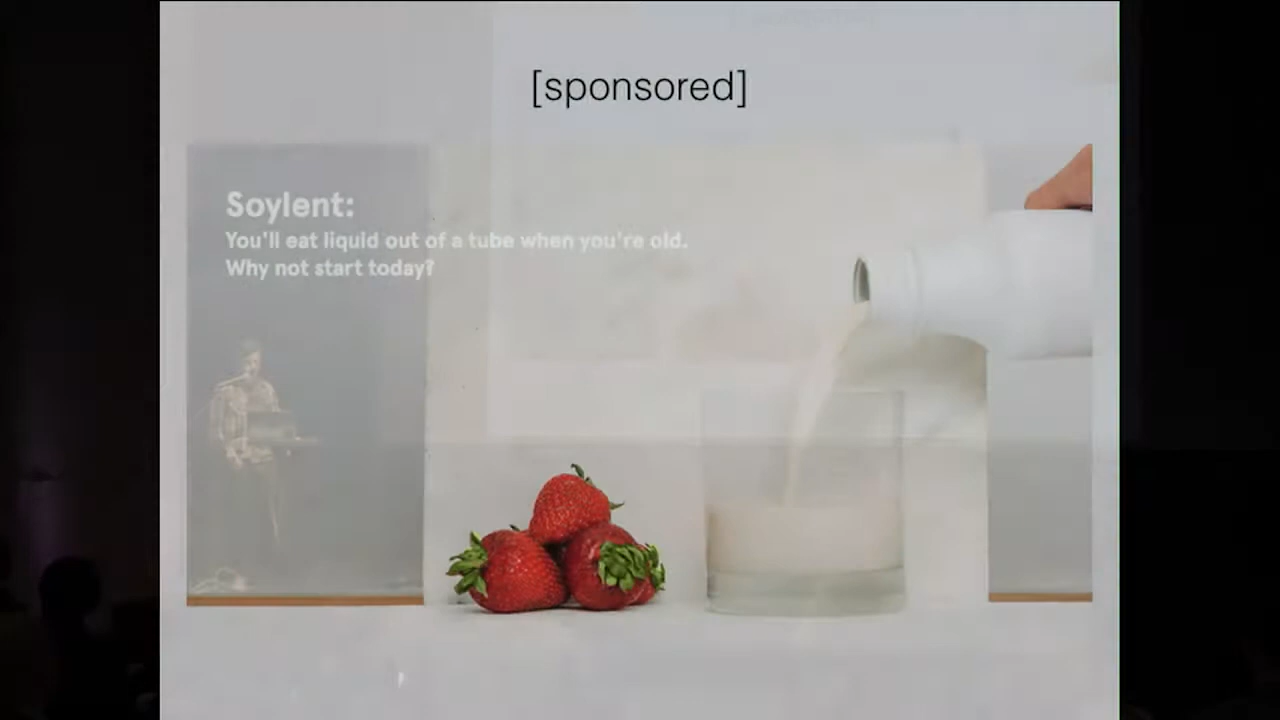 [sponsored]
Soylent:
You'll eat liquid out of a tube when you're old.
Why not start today?